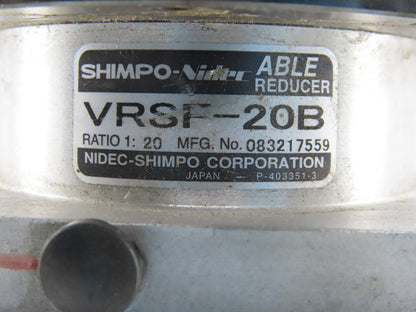 SHIMPO-Nidec ABLE
REDUCER
VRSF-20B
RATIO 1: 20 MFG. No. 083217559
NIDEC-SHIMPO CORPORATION
JAPAN P-403351-3